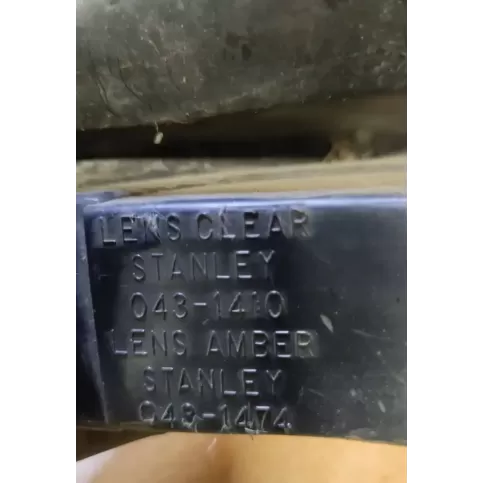 LENS CLEAR
STANLEY
043-1410
LENS AMBER
STANLEY
043-1474